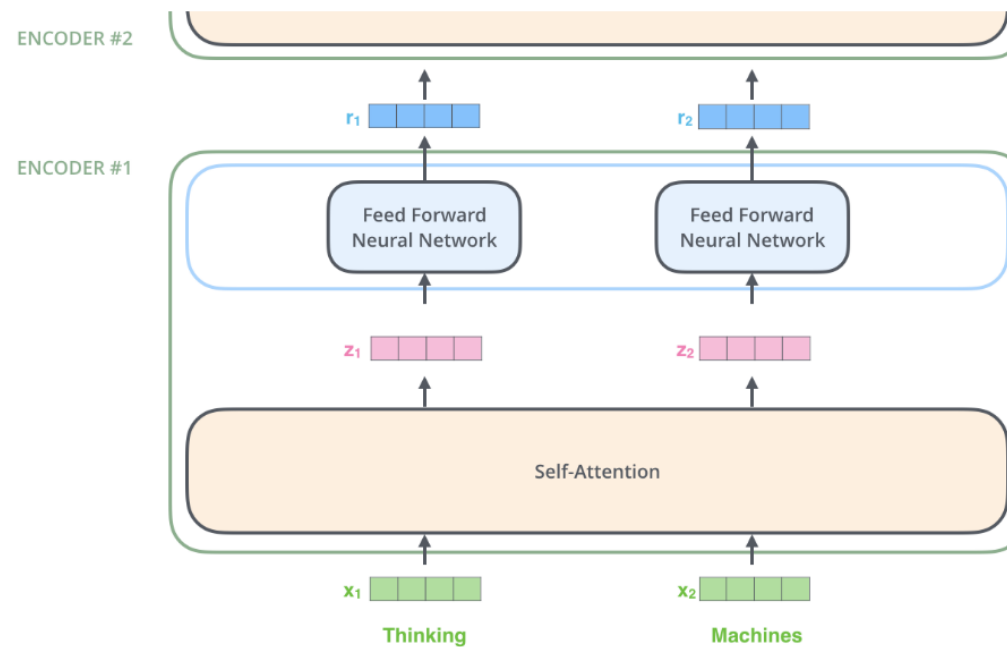 ENCODER #2
r₁
r₂
ENCODER #1
Feed Forward
Neural Network
Feed Forward
Neural Network
z₁
z₂
Self-Attention
x₁
x₂
Thinking
Machines